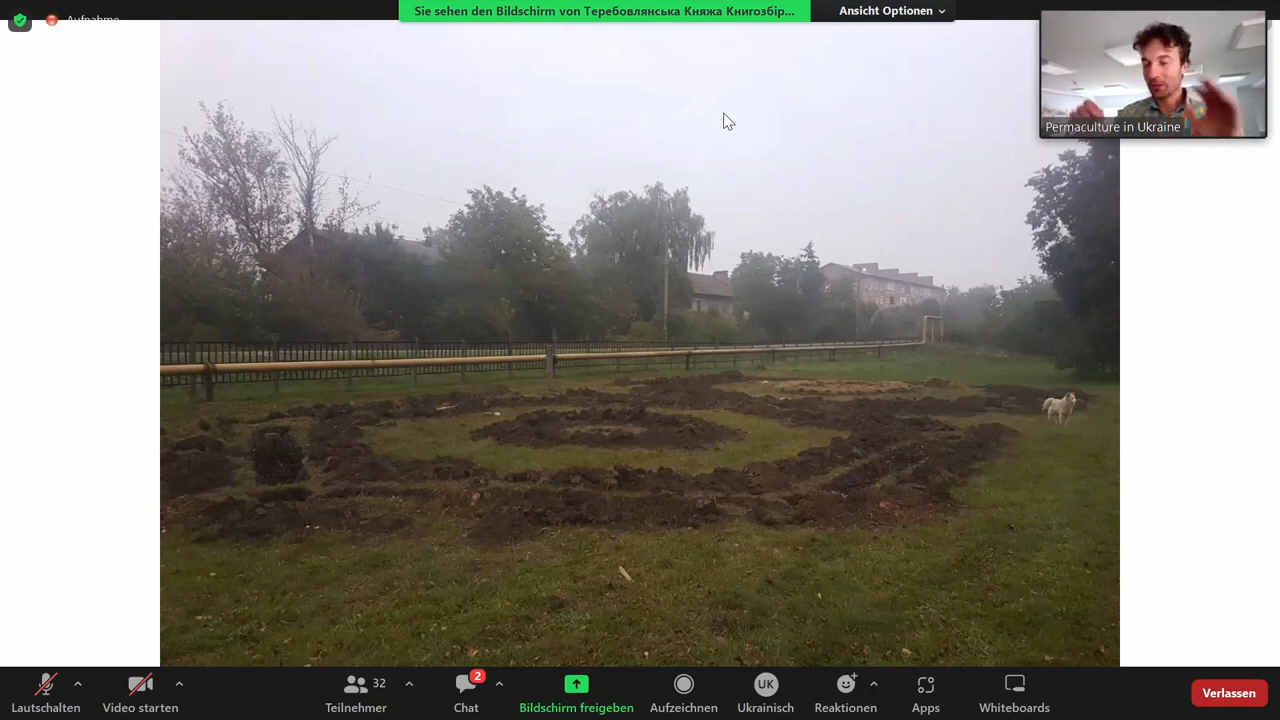 Aufnahme
Sie sehen den Bildschirm von Теребовлянська Княжа Книгозбір...
Ansicht Optionen
Permaculture in Ukraine
32
2
UK
Lautschalten
Video starten
Teilnehmer
Chat
Bildschirm freigeben
Aufzeichnen
Ukrainisch
Reaktionen
Apps
Whiteboards
Verlassen